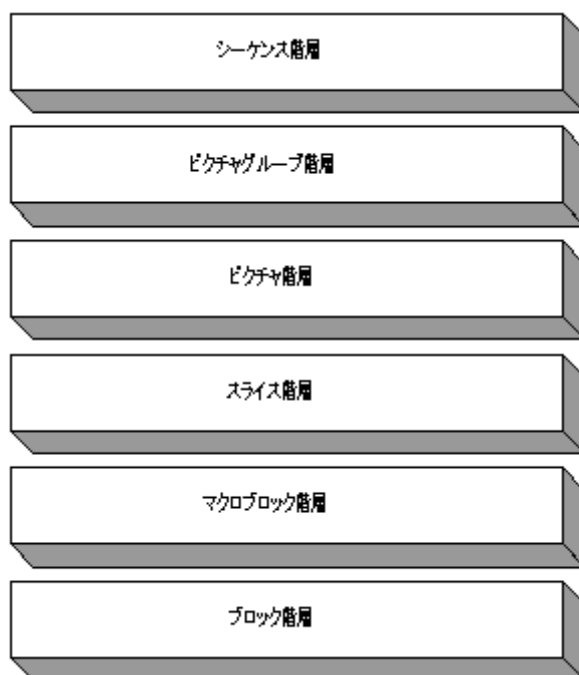 シーケンス階層
ピクチャグループ階層
ピクチャ階層
スライス階層
マクロブロック階層
ブロック階層